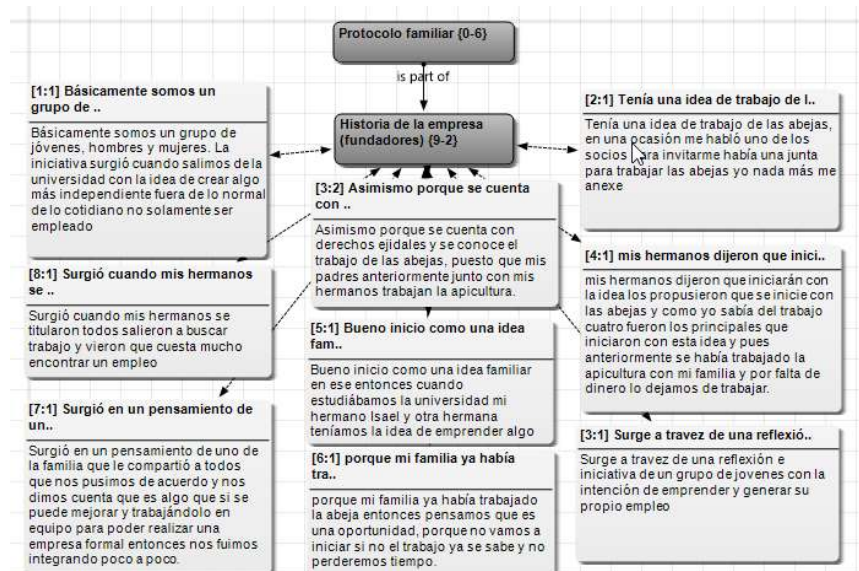 Protocolo familiar {0-6}
is part of
Historia de la empresa
(fundadores) {9-2}
[1:1] Básicamente somos un
grupo de ..
Básicamente somos un grupo de
jóvenes, hombres y mujeres. La
iniciativa surgió cuando salimos de la
universidad con la idea de crear algo
más independiente fuera de lo normal
de lo cotidiano no solamente ser
empleado
[2:1] Tenía una idea de trabajo de l..
Tenía una idea de trabajo de las abejas,
en una ocasión me habló uno de los
socios para invitarme había una junta
para trabajar las abejas yo nada más me
anexe
[3:2] Asimismo porque se cuenta
con ..
Asimismo porque se cuenta con
derechos ejidales y se conoce el
trabajo de las abejas, puesto que mis
padres anteriormente junto con mis
hermanos trabajan la apicultura.
[8:1] Surgió cuando mis hermanos
se ..
Surgió cuando mis hermanos se
titularon todos salieron a buscar
trabajo y vieron que cuesta mucho
encontrar un empleo
[4:1] mis hermanos dijeron que inici..
mis hermanos dijeron que iniciarán con
la idea los propusieron que se inicie con
las abejas y como yo sabía del trabajo
cuatro fueron los principales que
iniciaron con esta idea y pues
anteriormente se había trabajado la
apicultura con mi familia y por falta de
dinero lo dejamos de trabajar.
[5:1] Bueno inicio como una idea
fam..
Bueno inicio como una idea familiar
en ese entonces cuando
estudiábamos la universidad mi
hermano Isael y otra hermana
teníamos la idea de emprender algo
[7:1] Surgió en un pensamiento de
un..
Surgió en un pensamiento de uno de
la familia que le compartió a todos
que nos pusimos de acuerdo y nos
dimos cuenta que es algo que si se
puede mejorar y trabajándolo en
equipo para poder realizar una
empresa formal entonces nos fuimos
integrando poco a poco.
[6:1] porque mi familia ya había
tra..
porque mi familia ya había trabajado
la abeja entonces pensamos que es
una oportunidad, porque no vamos a
iniciar si no el trabajo ya se sabe y no
perderemos tiempo.
[3:1] Surge a travez de una reflexió..
Surge a travez de una reflexión e
iniciativa de un grupo de jovenes con la
intención de emprender y generar su
propio empleo